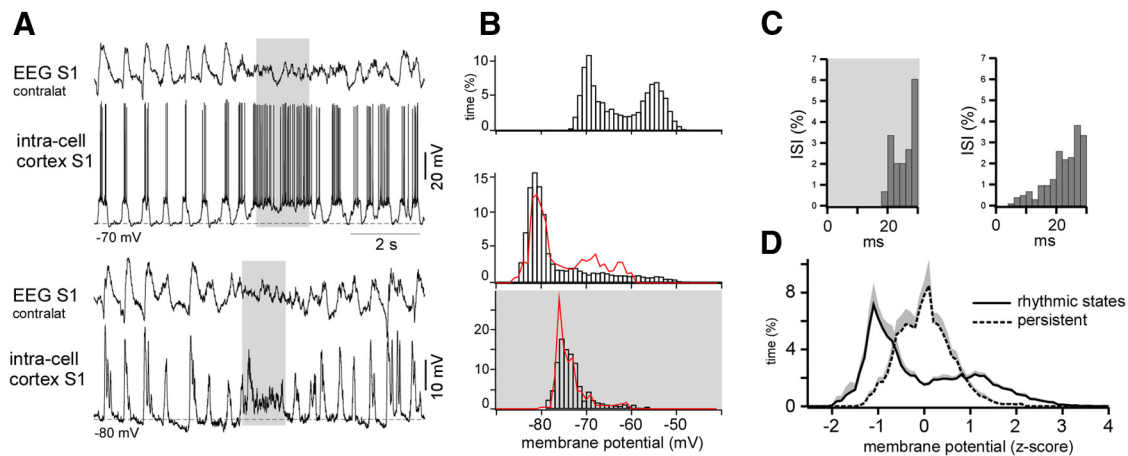 A
EEG S1
contralat
intra-cell
cortex S1
20 mV
-70 mV
2 s
EEG S1
contralat
intra-cell
cortex S1
10 mV
-80 mV
B
time (%)
10
5
0
15
10
5
0
20
10
0
-80 -70 -60 -50
membrane potential (mV)
C
ISI (%)
7
6
5
4
3
2
1
0
0 20
ms
ISI (%)
7
6
5
4
3
2
1
0
0 20
ms
D
time (%)
8
4
0
rhythmic states
persistent
-2 -1 0 1 2 3 4
membrane potential (z-score)